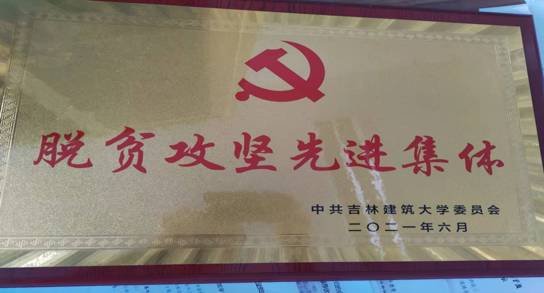 脱贫攻坚先进集体
中共吉林建筑大学委员会
二〇二一年六月